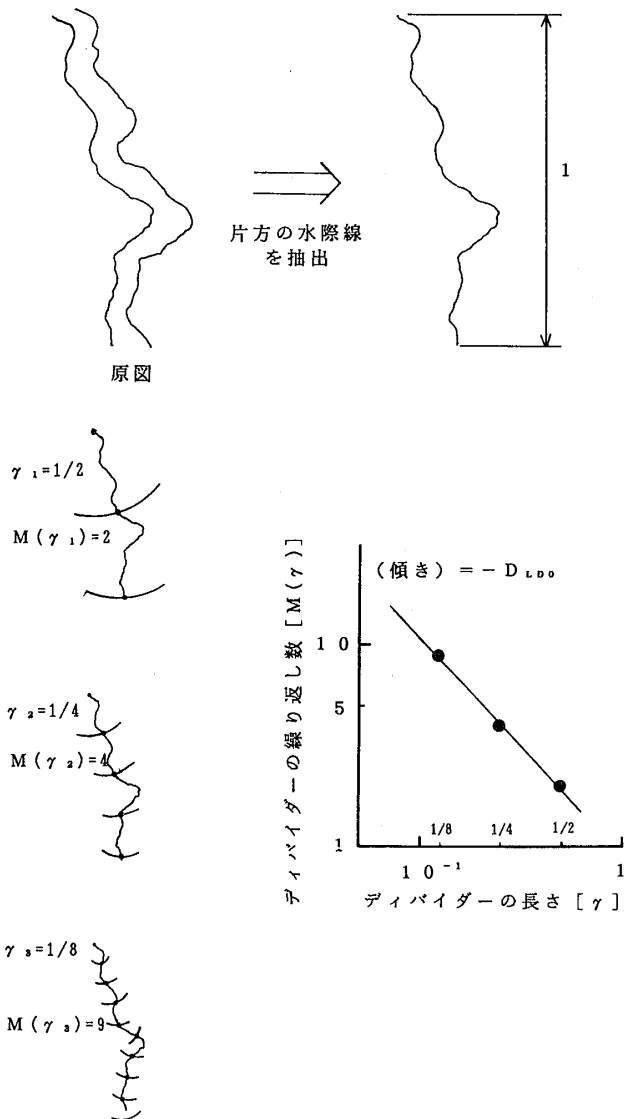 1
片方の水際線
を抽出
原図
γ₁=1/2
M(γ₁)=2
γ₂=1/4
M(γ₂)=4
γ₃=1/8
M(γ₃)=9
ディバイダーの繰り返し数[M(γ)]
(傾き)=-D_LDO
10
5
1
1/8 1/4 1/2
10⁻¹ 1
ディバイダーの長さ[γ]